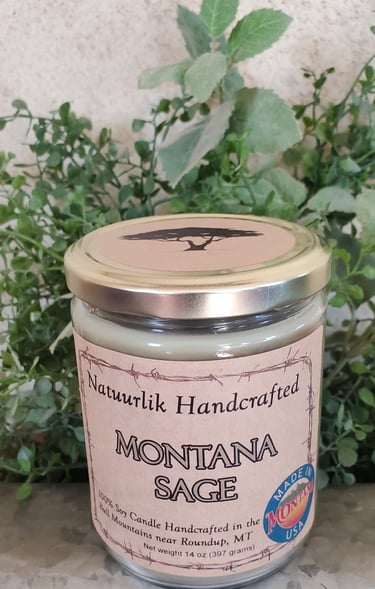 Natuurlik Handcrafted
MONTANA
SAGE
100% Soy Candle Handcrafted in the
Bull Mountains near Roundup, MT.
Net weight 14 oz (397 grams)
MADE IN
MONTANA
USA